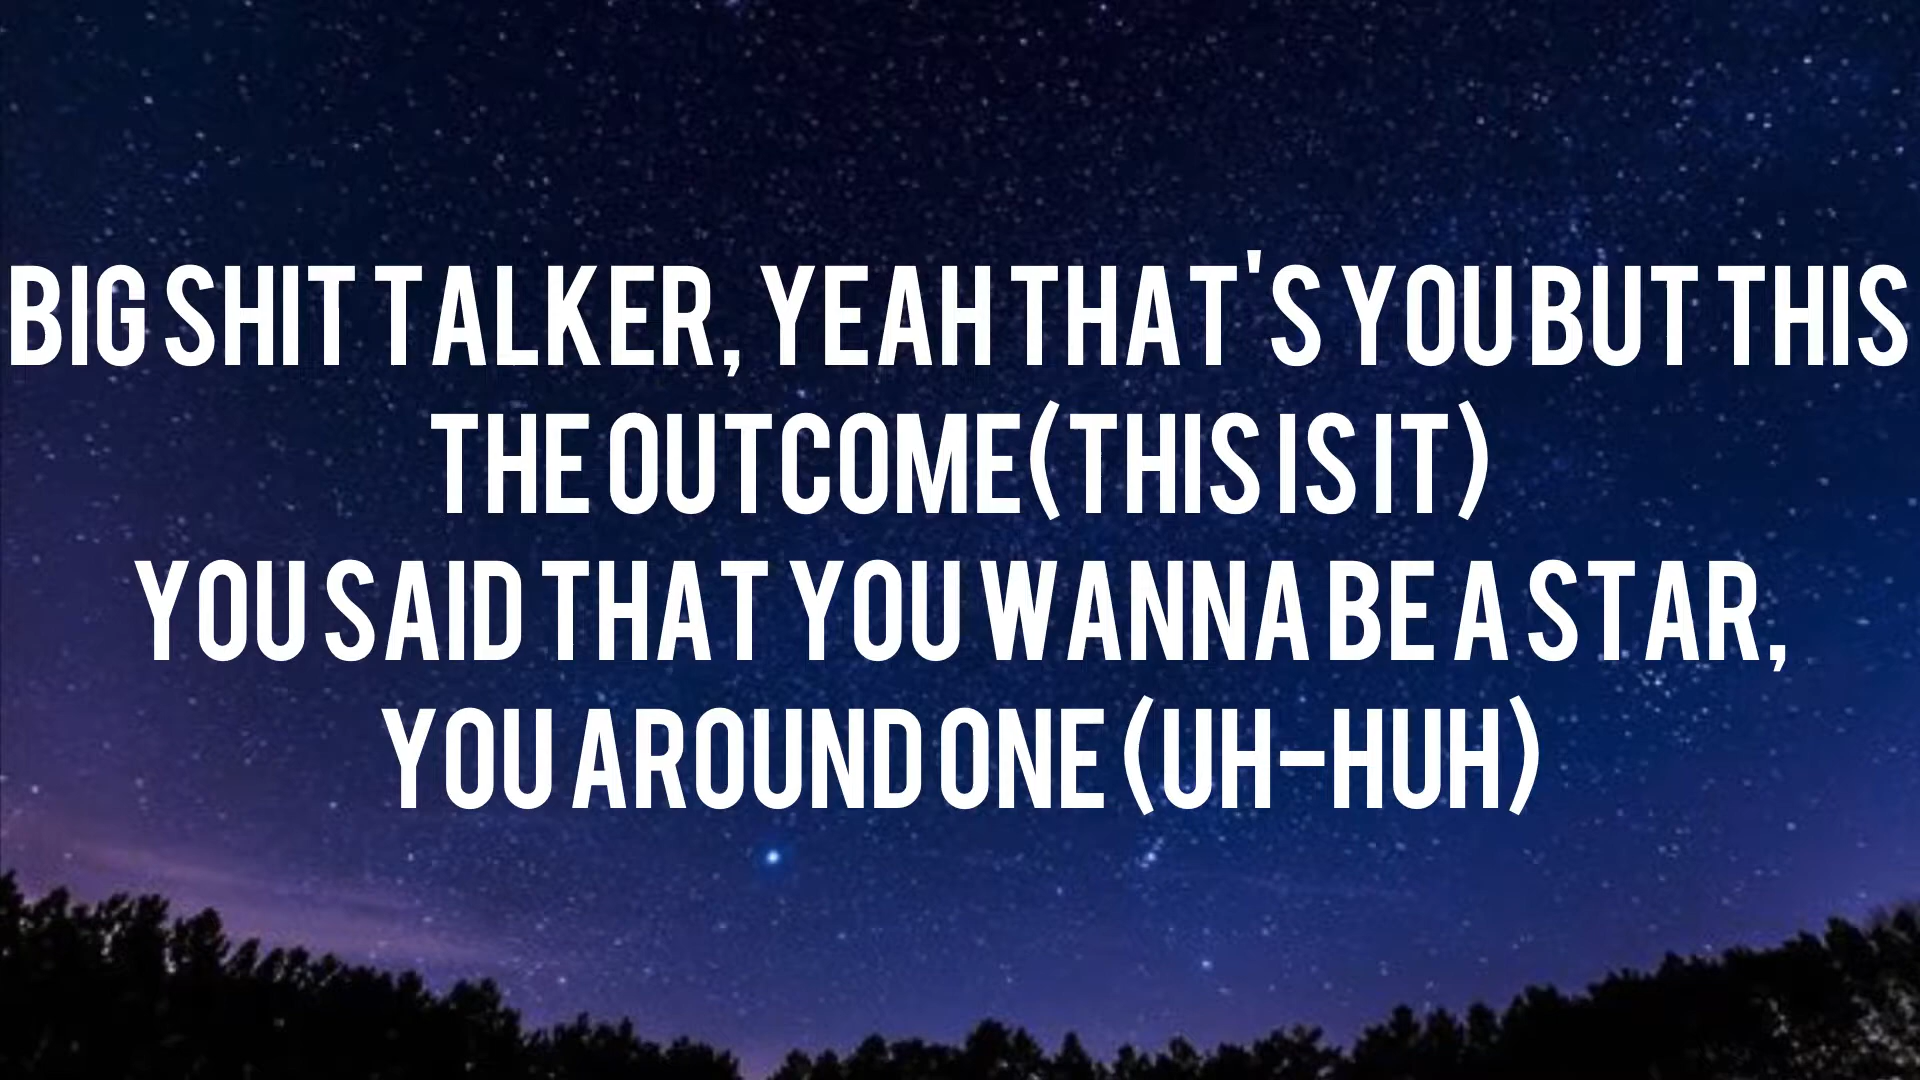 BIG SHIT TALKER, YEAH THAT'S YOU BUT THIS
THE OUTCOME(THIS IS IT)
YOU SAID THAT YOU WANNA BE A STAR,
YOU AROUND ONE (UH-HUH)